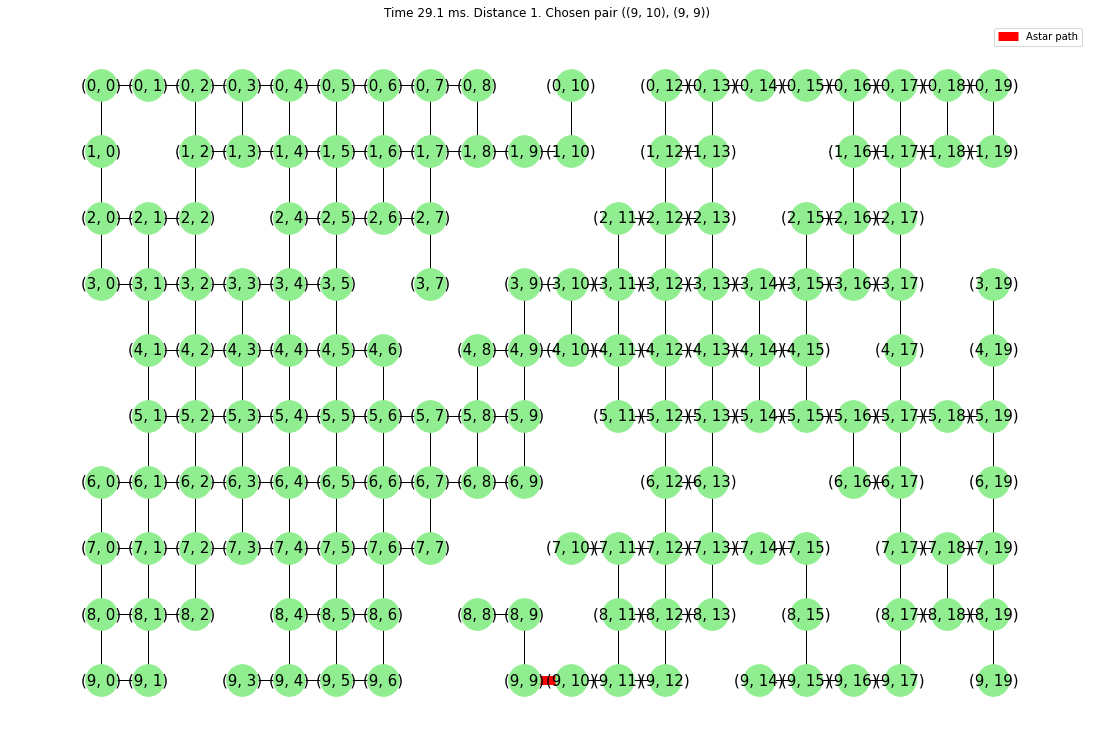 Time 29.1 ms. Distance 1. Chosen pair ((9, 10), (9, 9))
Astar path
(0, 0) (0, 1) (0, 2) (0, 3) (0, 4) (0, 5) (0, 6) (0, 7) (0, 8) (0, 10) (0, 12) (0, 13) (0, 14) (0, 15) (0, 16) (0, 17) (0, 18) (0, 19)
(1, 0) (1, 2) (1, 3) (1, 4) (1, 5) (1, 6) (1, 7) (1, 8) (1, 9) (1, 10) (1, 12) (1, 13) (1, 16) (1, 17) (1, 18) (1, 19)
(2, 0) (2, 1) (2, 2) (2, 4) (2, 5) (2, 6) (2, 7) (2, 11) (2, 12) (2, 13) (2, 15) (2, 16) (2, 17)
(3, 0) (3, 1) (3, 2) (3, 3) (3, 4) (3, 5) (3, 7) (3, 9) (3, 10) (3, 11) (3, 12) (3, 13) (3, 14) (3, 15) (3, 16) (3, 17) (3, 19)
(4, 1) (4, 2) (4, 3) (4, 4) (4, 5) (4, 6) (4, 8) (4, 9) (4, 10) (4, 11) (4, 12) (4, 13) (4, 14) (4, 15) (4, 17) (4, 19)
(5, 1) (5, 2) (5, 3) (5, 4) (5, 5) (5, 6) (5, 7) (5, 8) (5, 9) (5, 11) (5, 12) (5, 13) (5, 14) (5, 15) (5, 16) (5, 17) (5, 18) (5, 19)
(6, 0) (6, 1) (6, 2) (6, 3) (6, 4) (6, 5) (6, 6) (6, 7) (6, 8) (6, 9) (6, 12) (6, 13) (6, 16) (6, 17) (6, 19)
(7, 0) (7, 1) (7, 2) (7, 3) (7, 4) (7, 5) (7, 6) (7, 7) (7, 10) (7, 11) (7, 12) (7, 13) (7, 14) (7, 15) (7, 17) (7, 18) (7, 19)
(8, 0) (8, 1) (8, 2) (8, 4) (8, 5) (8, 6) (8, 8) (8, 9) (8, 11) (8, 12) (8, 13) (8, 15) (8, 17) (8, 18) (8, 19)
(9, 0) (9, 1) (9, 3) (9, 4) (9, 5) (9, 6) (9, 9) (9, 10) (9, 11) (9, 12) (9, 14) (9, 15) (9, 16) (9, 17) (9, 19)